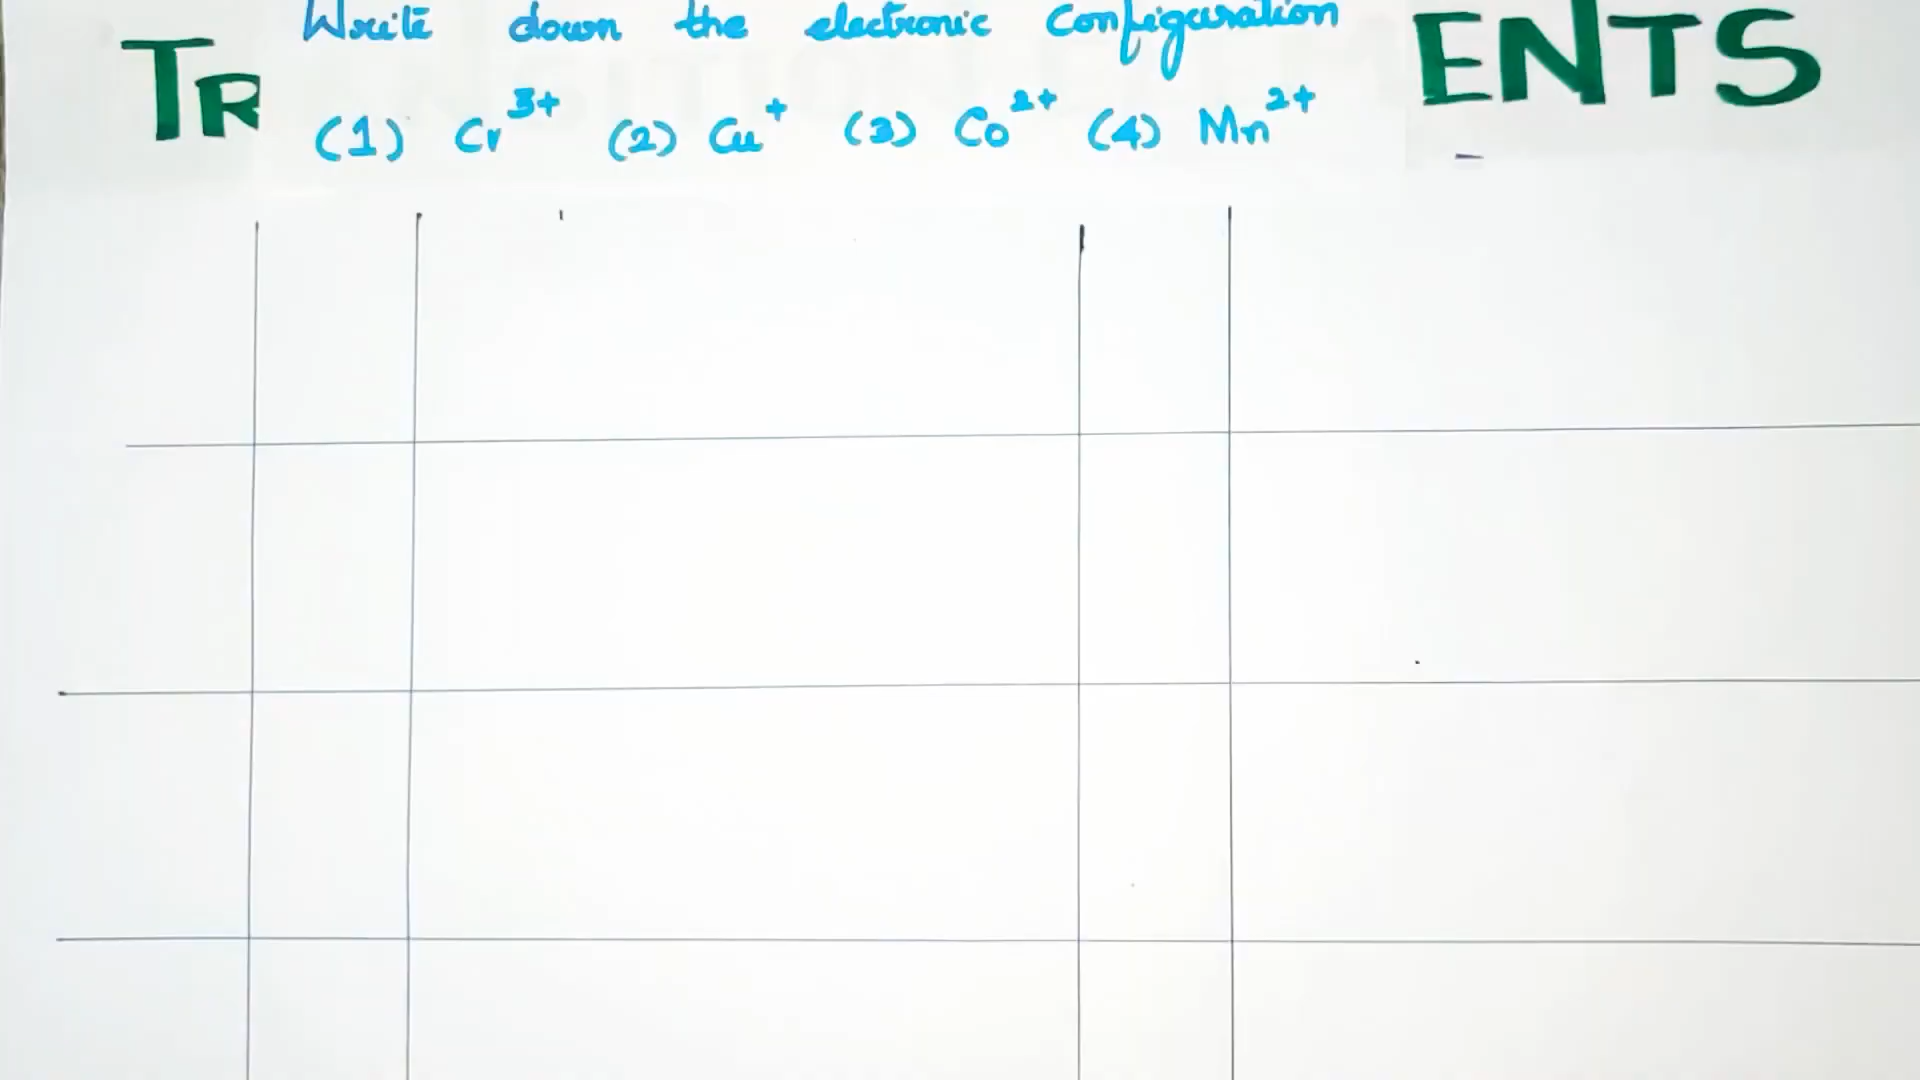 Write down the electronic configuration
TR ENTS
(1) Cr3+ (2) Cu+ (3) Co2+ (4) Mn2+